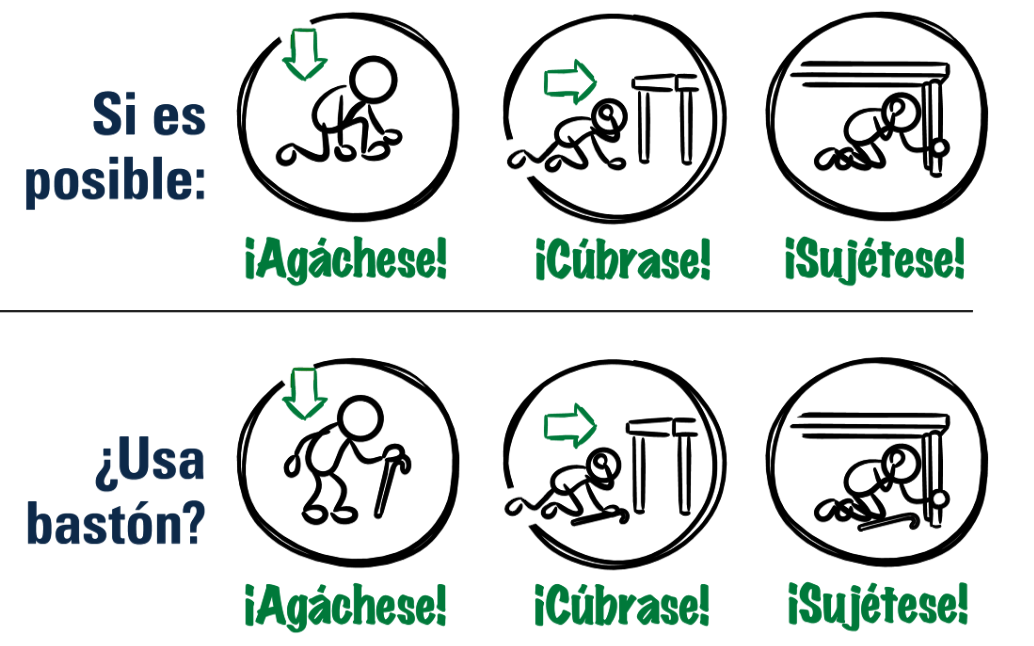 Si es
posible:
¡Agáchese!
¡Cúbrase!
¡Sujétese!
¿Usa
bastón?
¡Agáchese!
¡Cúbrase!
¡Sujétese!